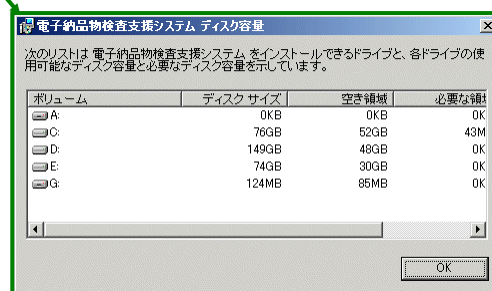 電子納品物検査支援システム ディスク容量
次のリストは 電子納品物検査支援システム をインストールできるドライブと、各ドライブの使
用可能なディスク容量と必要なディスク容量を示しています。
ボリューム ディスク サイズ 空き領域 必要な領
A: 0KB 0KB 0K
C: 76GB 52GB 43M
D: 149GB 48GB 0K
E: 74GB 30GB 0K
G: 124MB 85MB 0K
OK